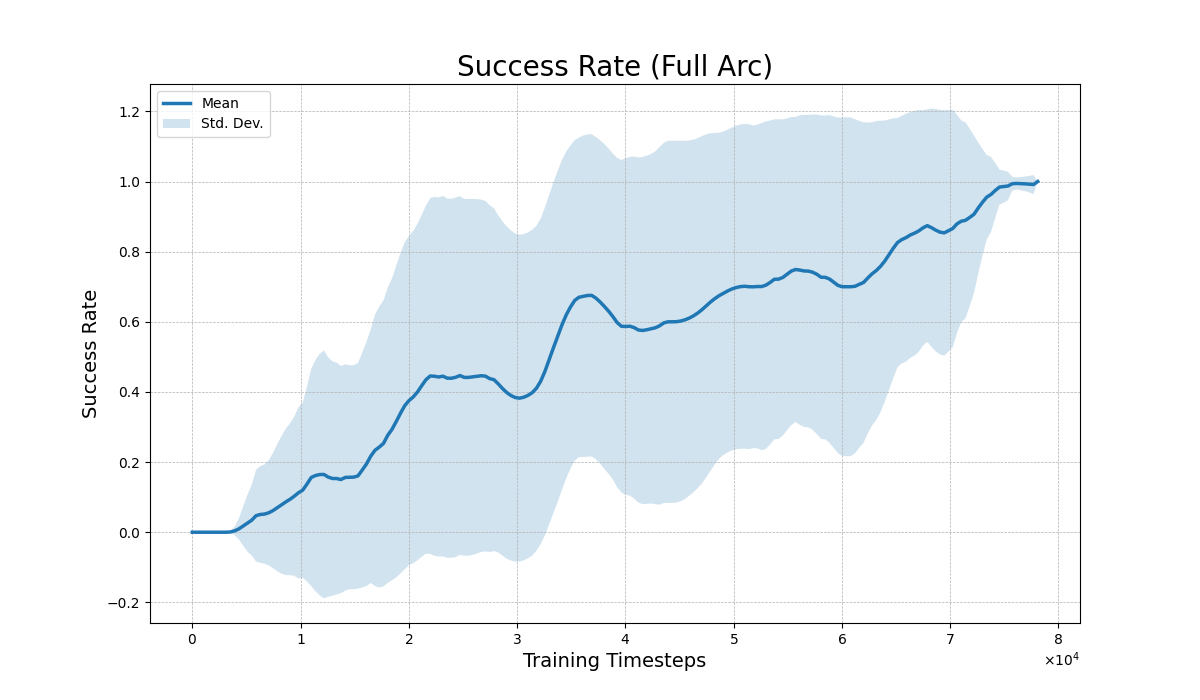 Success Rate (Full Arc)
Mean
Std. Dev.
Success Rate
1.2
1.0
0.8
0.6
0.4
0.2
0.0
−0.2
0 1 2 3 4 5 6 7 8
×10⁴
Training Timesteps